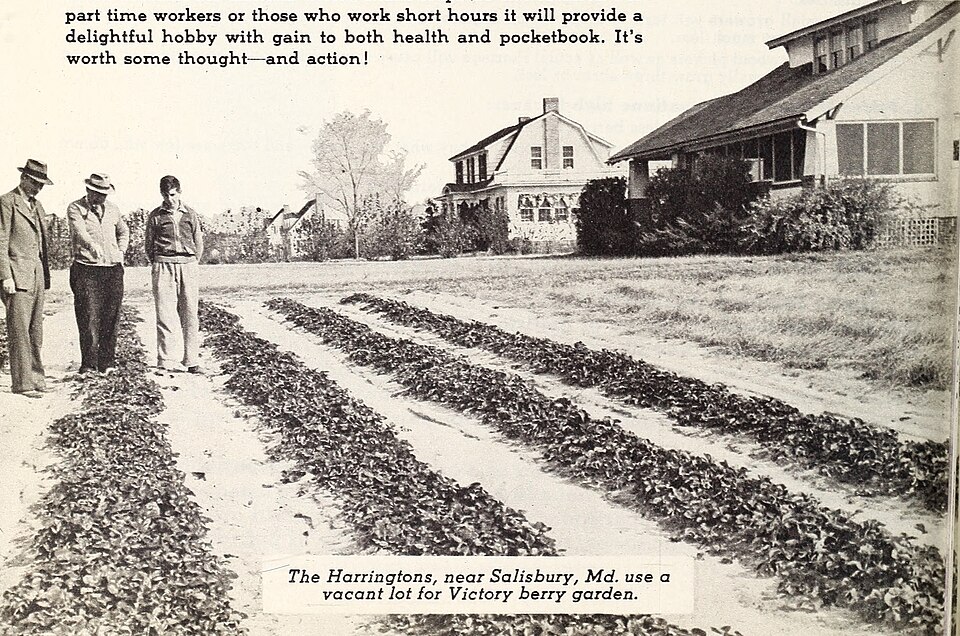 part time workers or those who work short hours it will provide a
delightful hobby with gain to both health and pocketbook. It's
worth some thought—and action!
The Harringtons, near Salisbury, Md. use a
vacant lot for Victory berry garden.